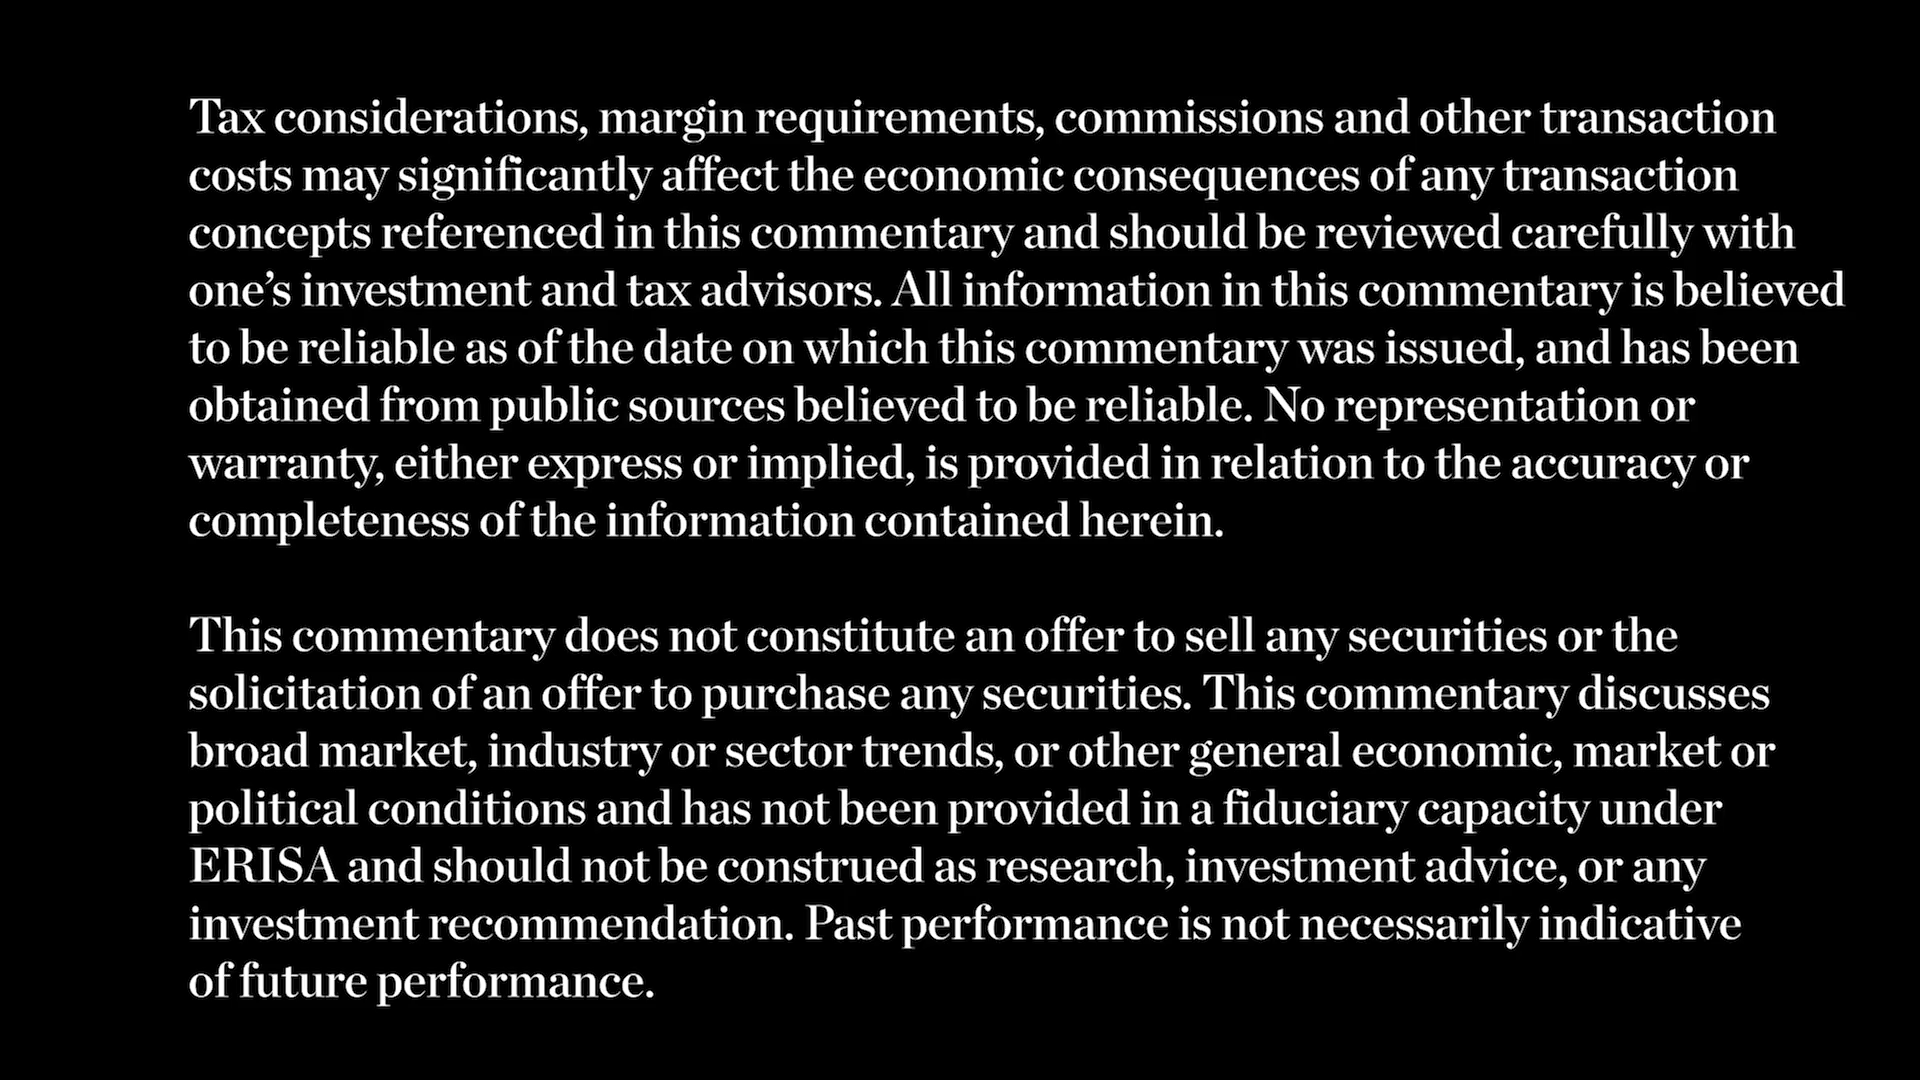 Tax considerations, margin requirements, commissions and other transaction
costs may significantly affect the economic consequences of any transaction
concepts referenced in this commentary and should be reviewed carefully with
one’s investment and tax advisors. All information in this commentary is believed
to be reliable as of the date on which this commentary was issued, and has been
obtained from public sources believed to be reliable. No representation or
warranty, either express or implied, is provided in relation to the accuracy or
completeness of the information contained herein.
This commentary does not constitute an offer to sell any securities or the
solicitation of an offer to purchase any securities. This commentary discusses
broad market, industry or sector trends, or other general economic, market or
political conditions and has not been provided in a fiduciary capacity under
ERISA and should not be construed as research, investment advice, or any
investment recommendation. Past performance is not necessarily indicative
of future performance.